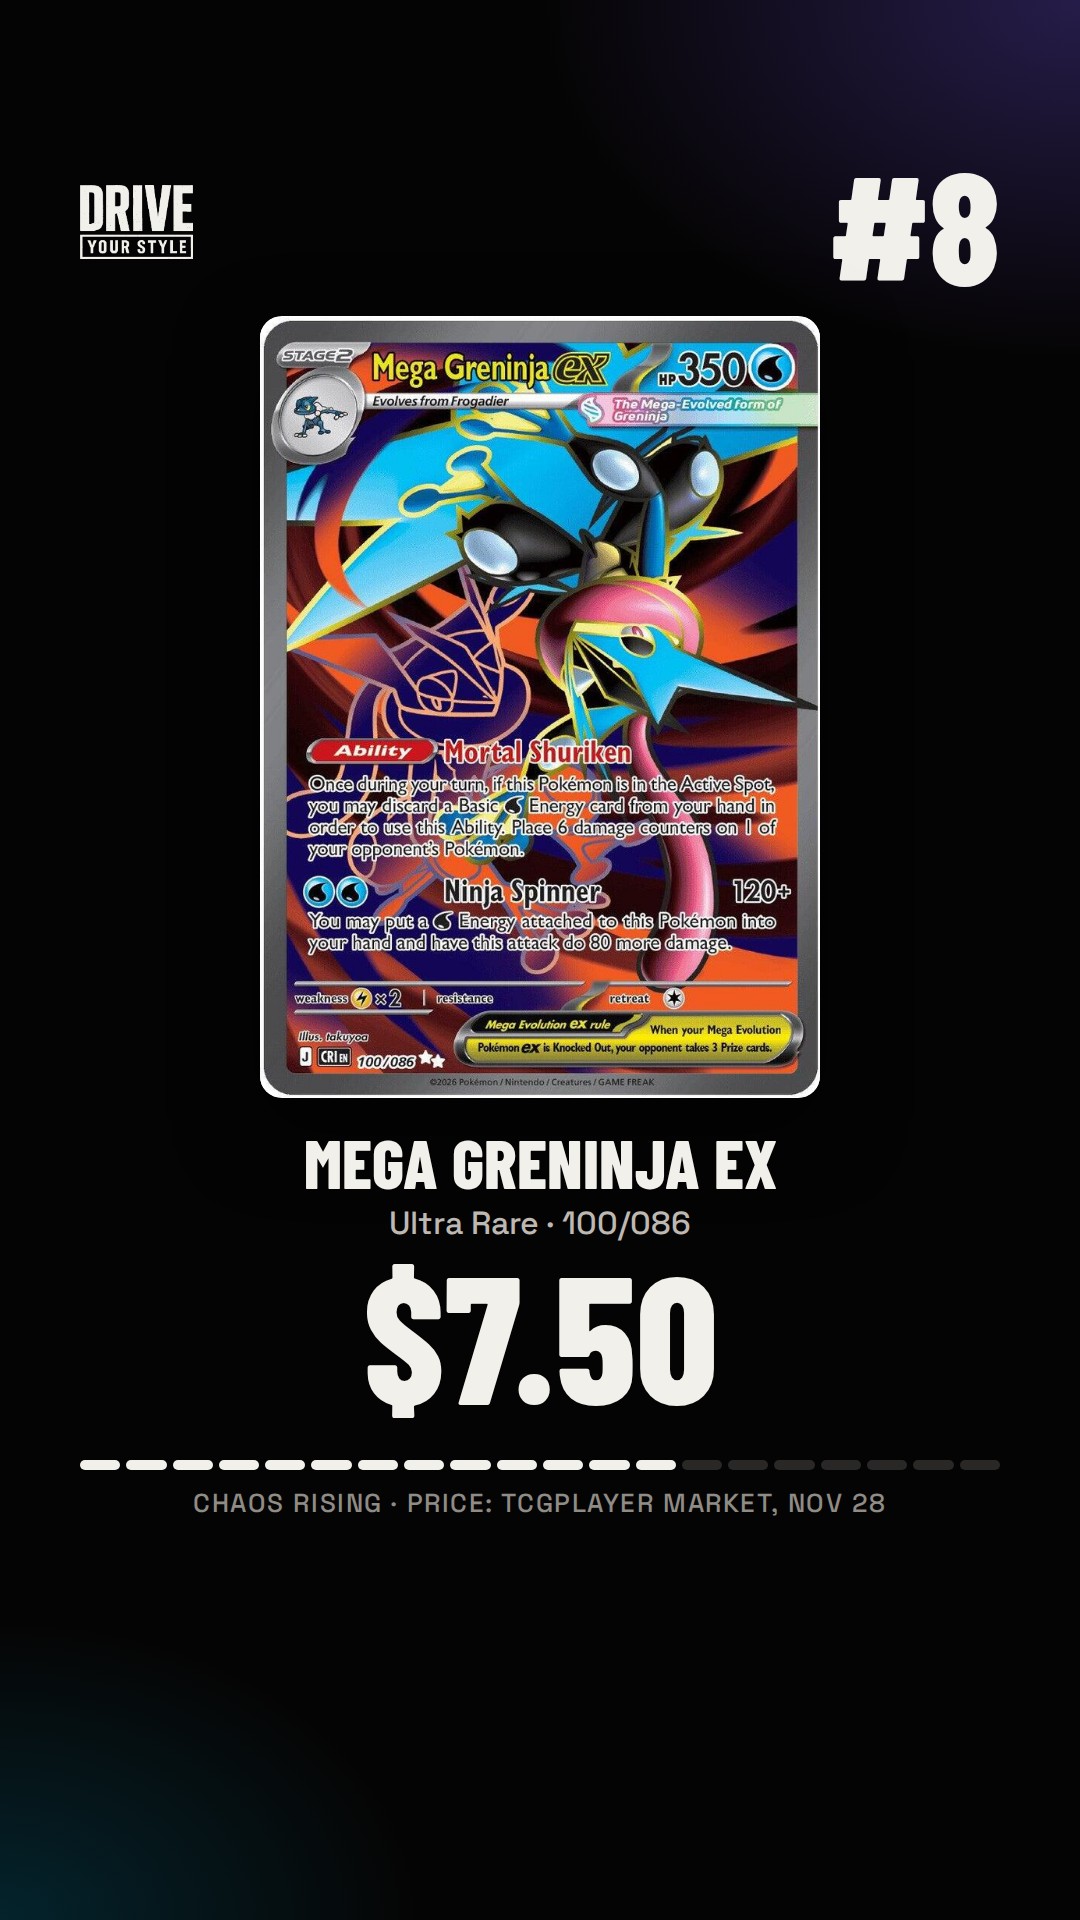 DRIVE
YOUR STYLE
#8
STAGE2
Mega Greninja ex
HP 350
Evolves from Frogadier
The Mega-Evolved form of
Greninja
Ability Mortal Shuriken
Once during your turn, if this Pokémon is in the Active Spot,
you may discard a Basic Energy card from your hand in
order to use this Ability. Place 6 damage counters on 1 of
your opponent's Pokémon.
Ninja Spinner 120+
You may put a Energy attached to this Pokémon into
your hand and have this attack do 80 more damage.
weakness ×2 resistance retreat
Mega Evolution ex rule When your Mega Evolution
Pokémon ex is Knocked Out, your opponent takes 3 Prize cards.
Illus. takuyoa
J CRI EN 100/086
©2026 Pokémon / Nintendo / Creatures / GAME FREAK
MEGA GRENINJA EX
Ultra Rare · 100/086
$7.50
CHAOS RISING · PRICE: TCGPLAYER MARKET, NOV 28